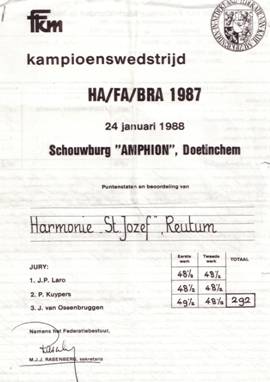 fkm
kampioenswedstrijd
HA/FA/BRA 1987
24 januari 1988
Schouwburg "AMPHION", Doetinchem
Puntenstaten en beoordeling van
Harmonie "St. Jozef", Reutum
JURY:
Eerste werk Tweede werk TOTAAL
1. J.P. Laro 48½ 48½
2. P. Kuypers 48½ 48½
3. J. van Ossenbruggen 49½ 48½ 292
Namens het Federatiebestuur,
M.J.J. RASENBERG, secretaris